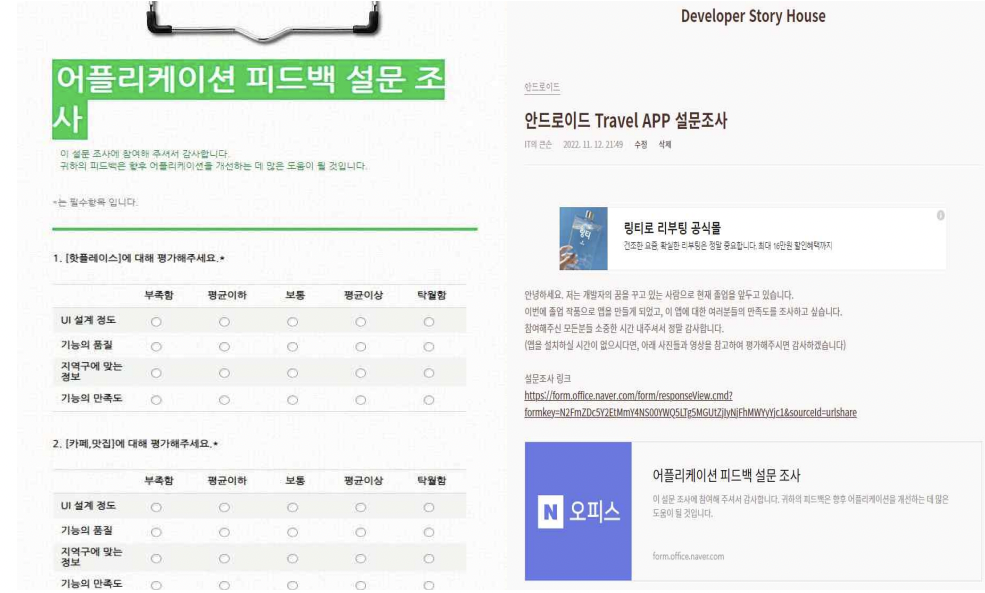 어플리케이션 피드백 설문 조
사
이 설문 조사에 참여해 주셔서 감사합니다.
귀하의 피드백은 향후 어플리케이션을 개선하는 데 많은 도움이 될 것입니다.
*는 필수항목 입니다.
1. [핫플레이스]에 대해 평가해주세요.*
부족함 평균이하 보통 평균이상 탁월함
UI 설계 정도
기능의 품질
지역구에 맞는
정보
기능의 만족도
2. [카페,맛집]에 대해 평가해주세요.*
부족함 평균이하 보통 평균이상 탁월함
UI 설계 정도
기능의 품질
지역구에 맞는
정보
기능의 만족도
Developer Story House
안드로이드
안드로이드 Travel APP 설문조사
IT의 큰손 2022. 11. 12. 21:49 수정 삭제
링티로 리부팅 공식몰
건조한 요즘, 확실한 리부팅은 정말 중요합니다. 최대 18만원 할인혜택까지
안녕하세요. 저는 개발자의 꿈을 꾸고 있는 사람으로 현재 졸업을 앞두고 있습니다.
이번에 졸업 작품으로 앱을 만들게 되었고, 이 앱에 대한 여러분들의 만족도를 조사하고 싶습니다.
참여해주신 모든분들 소중한 시간 내주셔서 정말 감사합니다.
(앱을 설치하실 시간이 없으시다면, 아래 사진들과 영상을 참고하여 평가해주시면 감사하겠습니다)
설문조사 링크
https://form.office.naver.com/form/responseView.cmd?
formkey=N2FmZDc5Y2EtMmY4NS00YWQ5LTg5MGUtZjIyNjFhMWYvYjc1&sourceId=urlshare
N 오피스
어플리케이션 피드백 설문 조사
이 설문 조사에 참여해 주셔서 감사합니다. 귀하의 피드백은 향후 어플리케이션을 개선하는 데 많은
도움이 될 것입니다.
form.office.naver.com